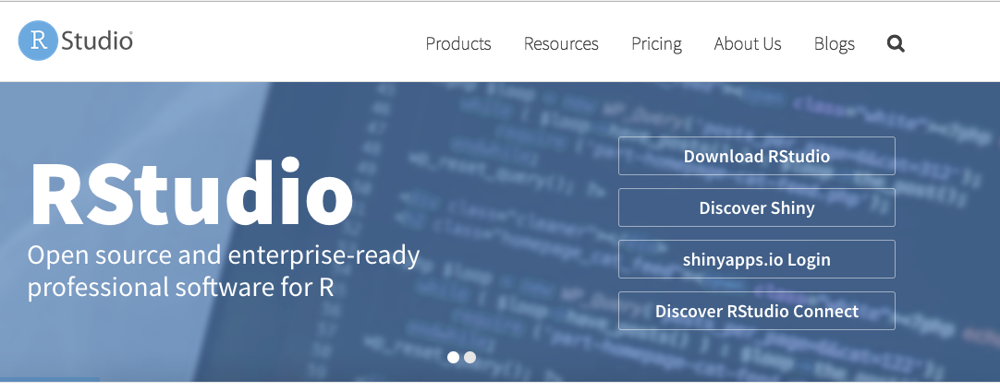 R Studio®
Products Resources Pricing About Us Blogs
RStudio
Open source and enterprise-ready
professional software for R
Download RStudio
Discover Shiny
shinyapps.io Login
Discover RStudio Connect